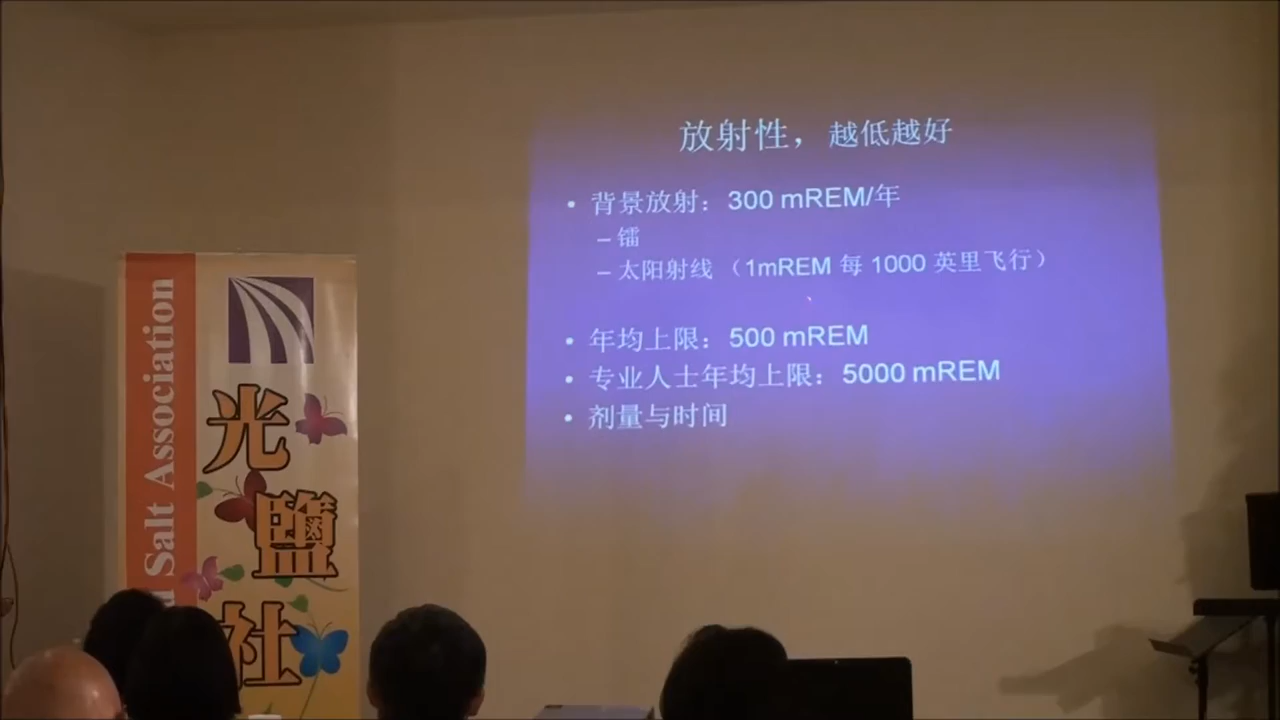 放射性，越低越好
• 背景放射：300 mREM/年
– 镭
– 太阳射线（1mREM 每 1000 英里飞行）
• 年均上限：500 mREM
• 专业人士年均上限：5000 mREM
• 剂量与时间
Salt Association
光鹽社